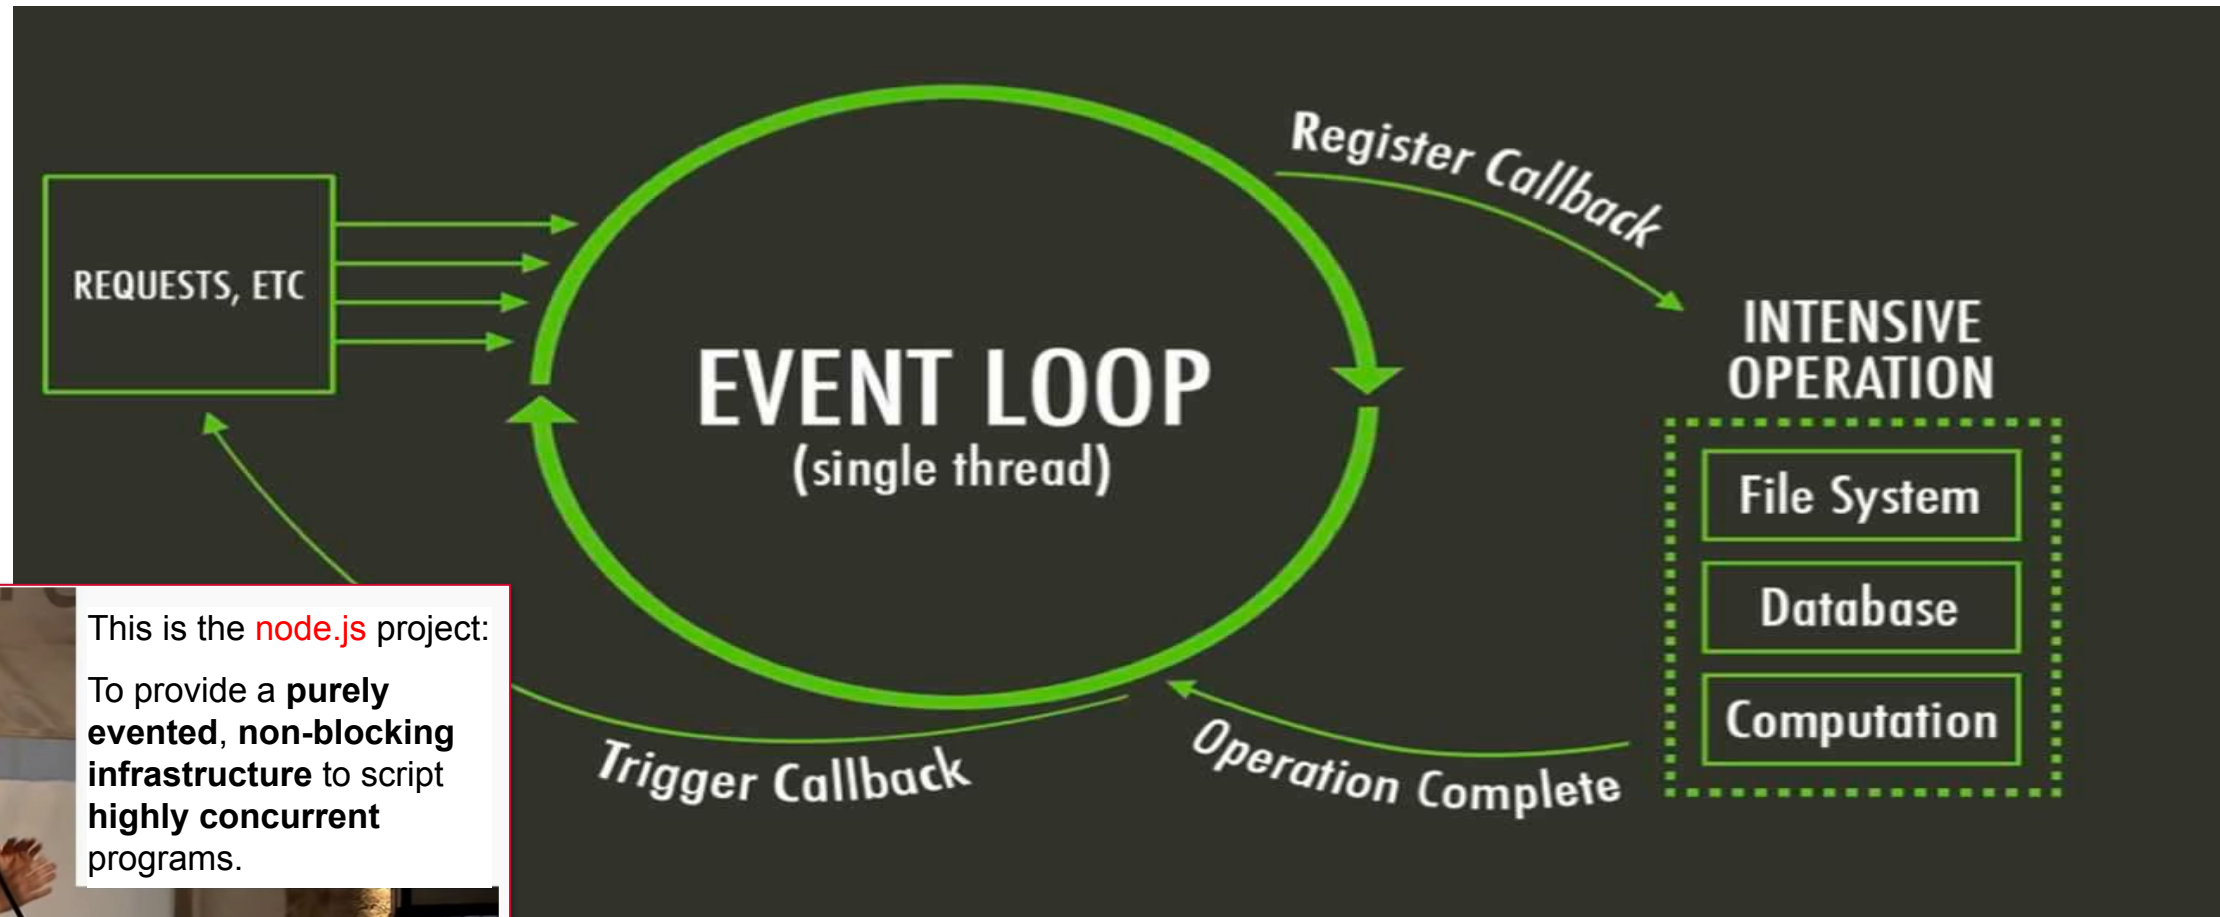 REQUESTS, ETC
Register Callback
EVENT LOOP
(single thread)
INTENSIVE
OPERATION
File System
Database
Computation
Operation Complete
Trigger Callback
This is the node.js project:
To provide a purely
evented, non-blocking
infrastructure to script
highly concurrent
programs.